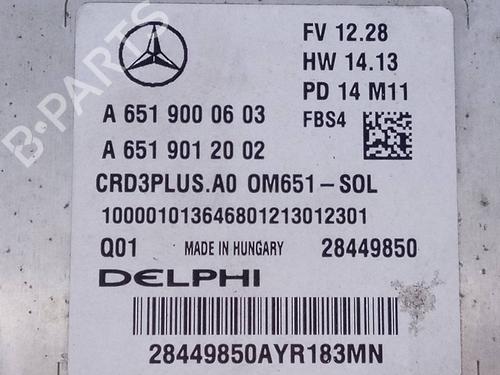 FV 12.28
HW 14.13
PD 14 M11
FBS4
A 651 900 06 03
A 651 901 20 02
CRD3PLUS.A0 OM651-SOL
100001013646801213012301
Q01 MADE IN HUNGARY 28449850
DELPHI
28449850AYR183MN
B-PARTS